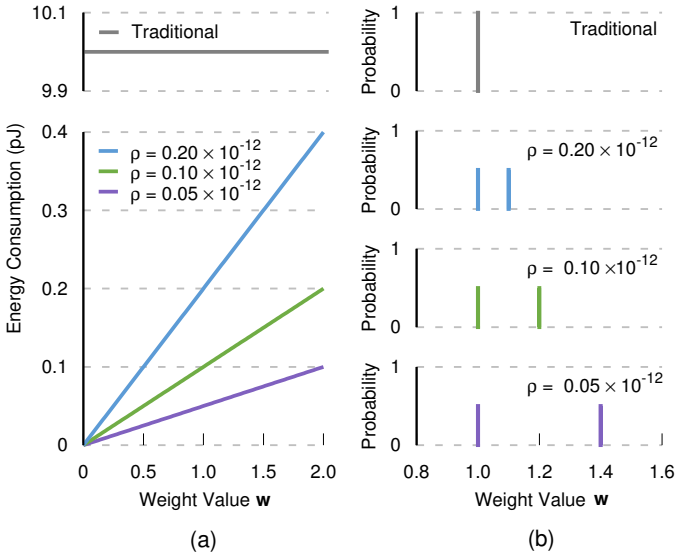 10.1
Traditional
9.9
Energy Consumption (pJ)
0.4
ρ = 0.20 × 10⁻¹²
ρ = 0.10 × 10⁻¹²
ρ = 0.05 × 10⁻¹²
0.3
0.2
0.1
0
0 0.5 1.0 1.5 2.0
Weight Value w
(a)
Probability
1
Traditional
0
Probability
1
ρ = 0.20 × 10⁻¹²
0
Probability
1
ρ = 0.10 ×10⁻¹²
0
Probability
1
ρ = 0.05 × 10⁻¹²
0
0.8 1.0 1.2 1.4 1.6
Weight Value w
(b)